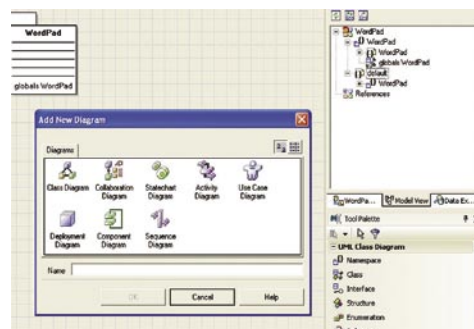 WordPad
globals WordPad
WordPad
WordPad
WordPad
globals WordPad
default
WordPad
References
Add New Diagram
Diagrams
Class Diagram
Collaboration Diagram
Statechart Diagram
Activity Diagram
Use Case Diagram
Deployment Diagram
Component Diagram
Sequence Diagram
Name
OK
Cancel
Help
WordPa...
Model View
Data Ex...
Tool Palette
UML Class Diagram
Namespace
Class
Interface
Structure
Enumeration